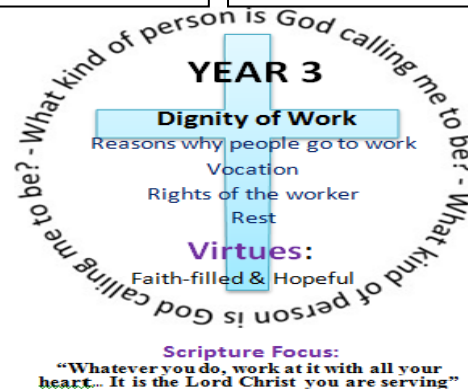 What kind of person is God calling me to be? - What kind of person is God calling me to be? -
YEAR 3
Dignity of Work
Reasons why people go to work
Vocation
Rights of the worker
Rest
Virtues:
Faith-filled & Hopeful
Scripture Focus:
“Whatever you do, work at it with all your
heart... It is the Lord Christ you are serving”